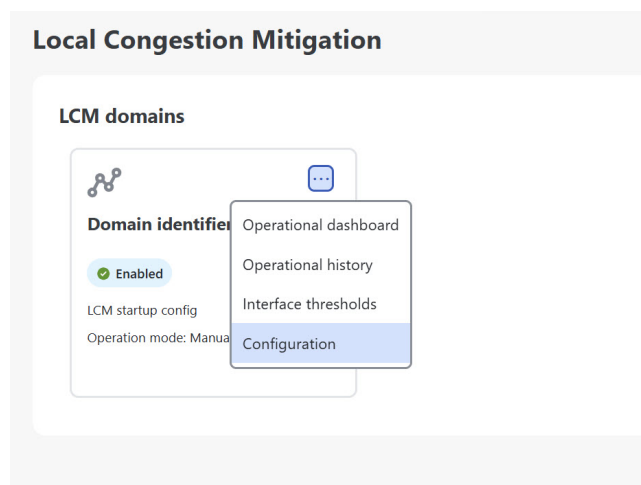 Local Congestion Mitigation
LCM domains
Domain identifier
Enabled
LCM startup config
Operation mode: Manua
Operational dashboard
Operational history
Interface thresholds
Configuration